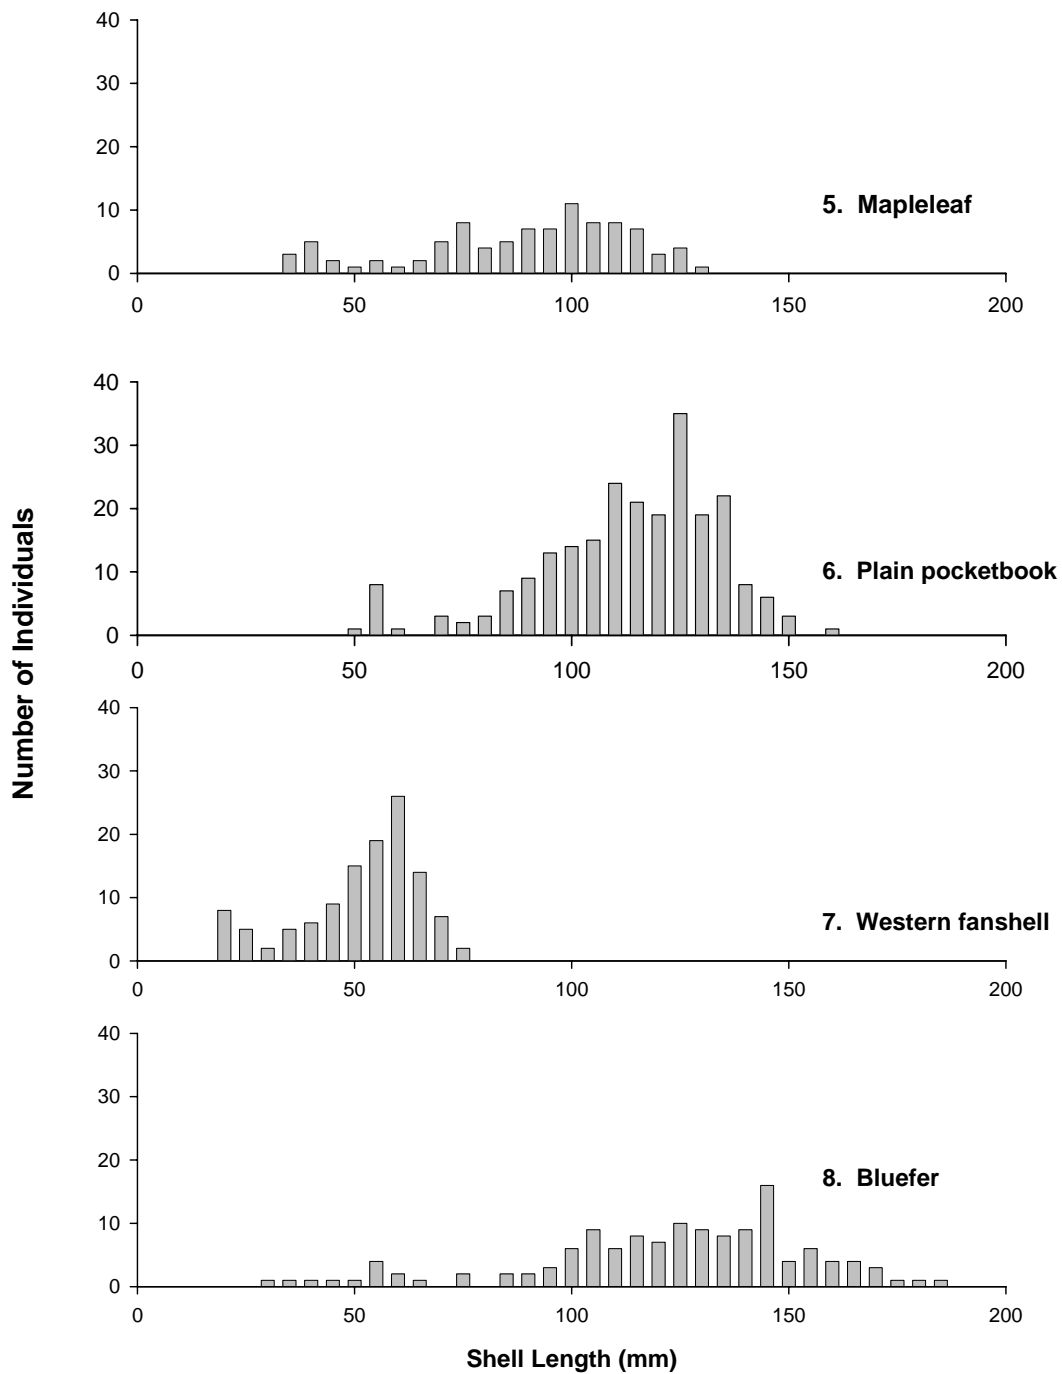 40
30
20
10
0
5. Mapleleaf
0 50 100 150 200
40
30
20
10
0
6. Plain pocketbook
0 50 100 150 200
40
30
20
10
0
7. Western fanshell
0 50 100 150 200
40
30
20
10
0
8. Bluefer
0 50 100 150 200
Number of Individuals
Shell Length (mm)